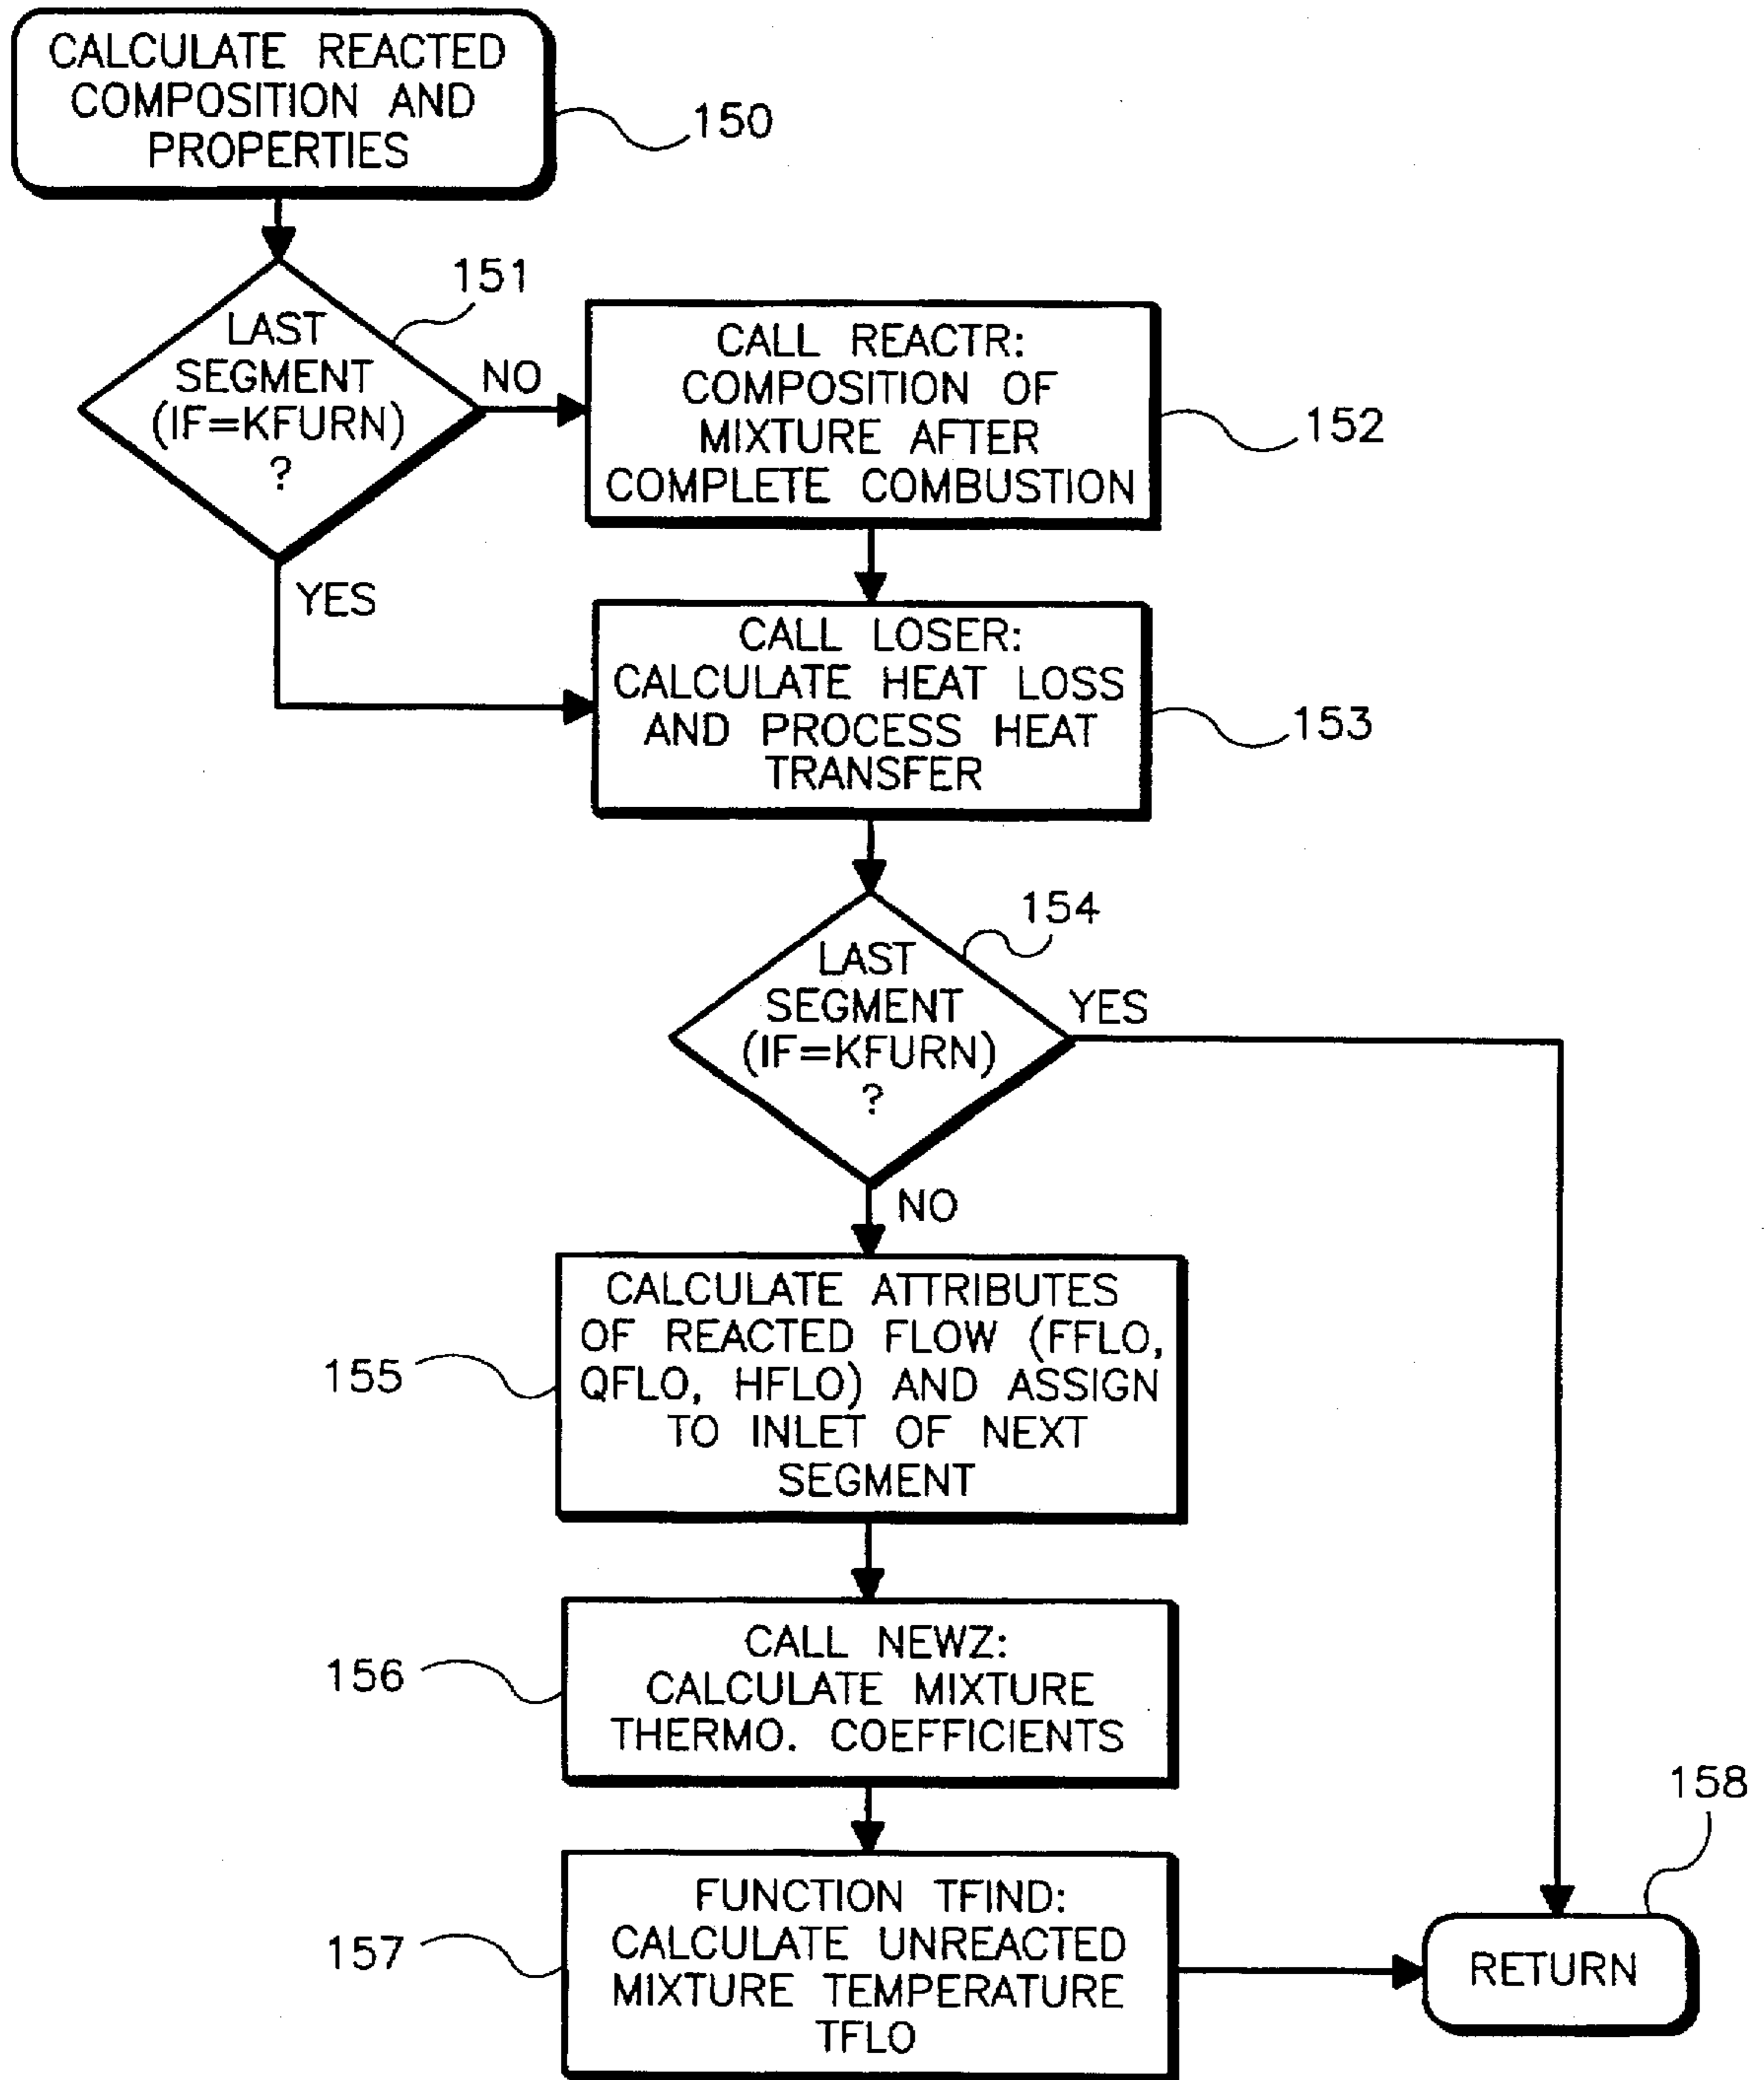 CALCULATE REACTED
COMPOSITION AND
PROPERTIES
150
151
LAST
SEGMENT
(IF=KFURN)
?
NO
YES
CALL REACTR:
COMPOSITION OF
MIXTURE AFTER
COMPLETE COMBUSTION
152
CALL LOSER:
CALCULATE HEAT LOSS
AND PROCESS HEAT
TRANSFER
153
154
LAST
SEGMENT
(IF=KFURN)
?
YES
NO
CALCULATE ATTRIBUTES
OF REACTED FLOW (FFLO,
QFLO, HFLO) AND ASSIGN
TO INLET OF NEXT
SEGMENT
155
CALL NEWZ:
CALCULATE MIXTURE
THERMO. COEFFICIENTS
156
FUNCTION TFIND:
CALCULATE UNREACTED
MIXTURE TEMPERATURE
TFLO
157
158
RETURN